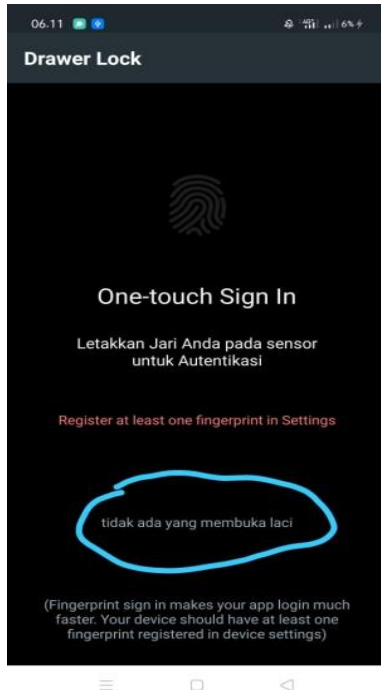 06.11 6%
Drawer Lock
One-touch Sign In
Letakkan Jari Anda pada sensor
untuk Autentikasi
Register at least one fingerprint in Settings
tidak ada yang membuka laci
(Fingerprint sign in makes your app login much
faster. Your device should have at least one
fingerprint registered in device settings)